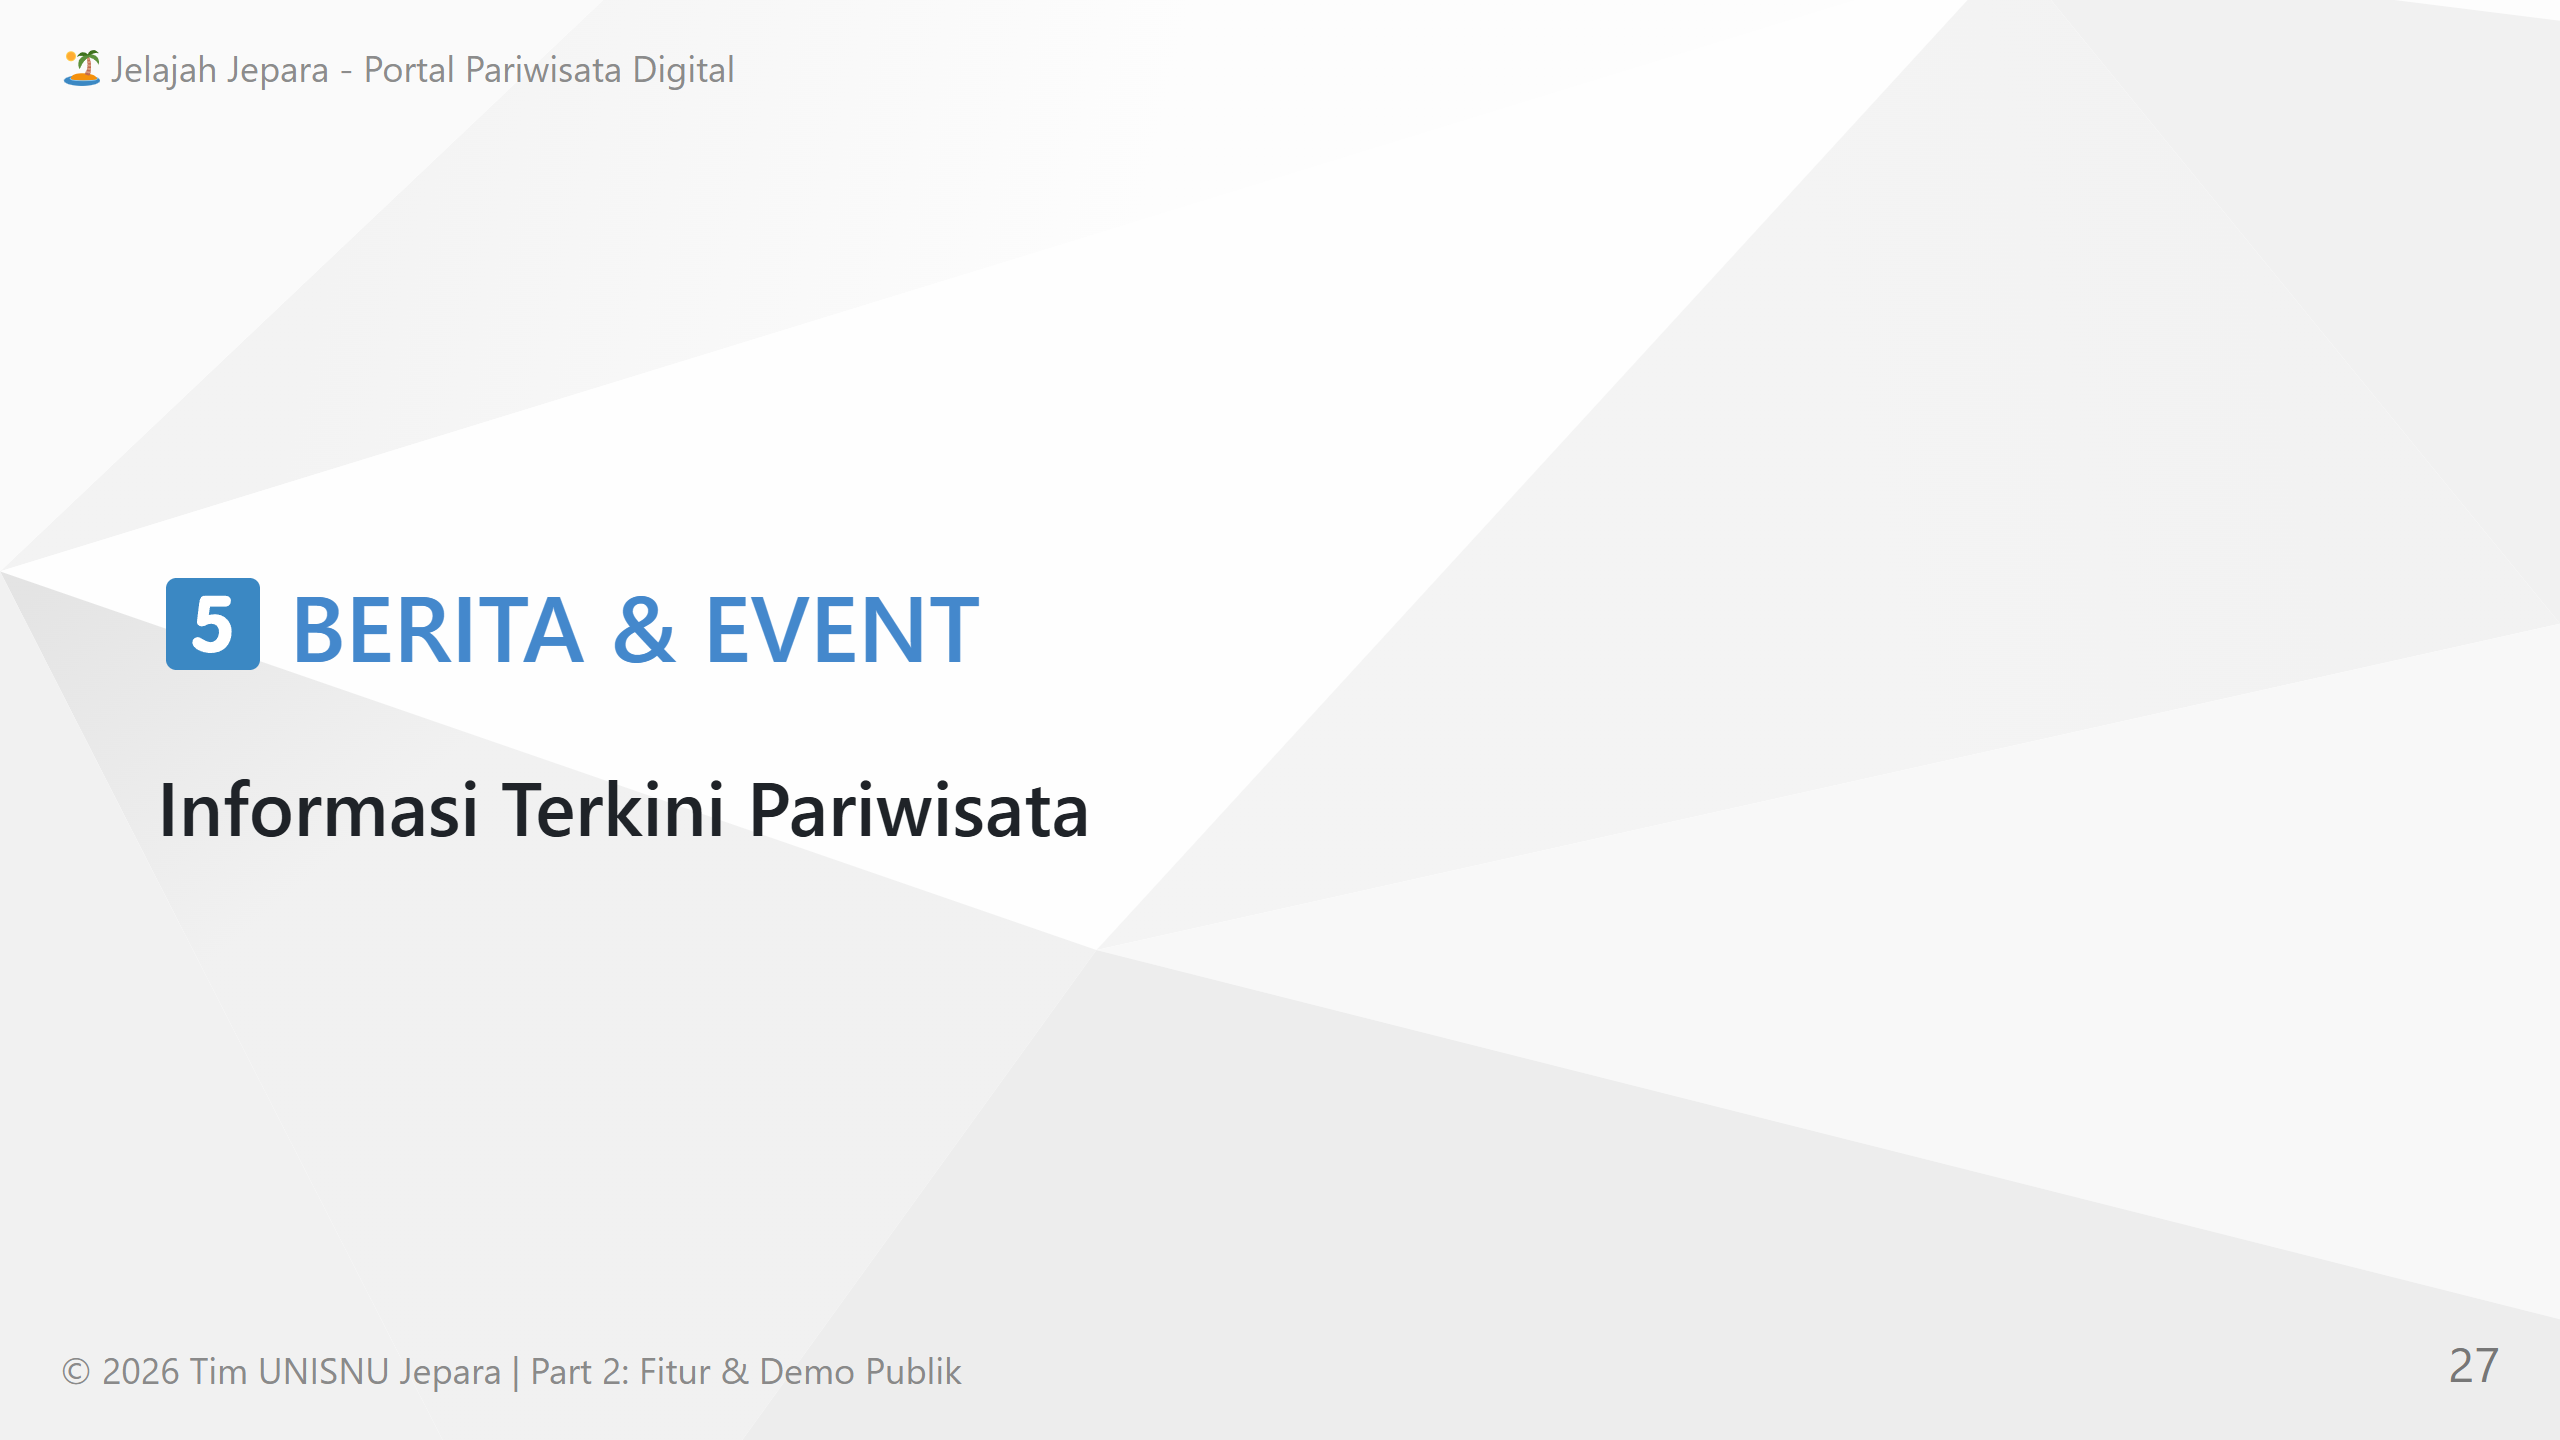 🏝️ Jelajah Jepara - Portal Pariwisata Digital
5️⃣ BERITA & EVENT
Informasi Terkini Pariwisata
© 2026 Tim UNISNU Jepara | Part 2: Fitur & Demo Publik
27